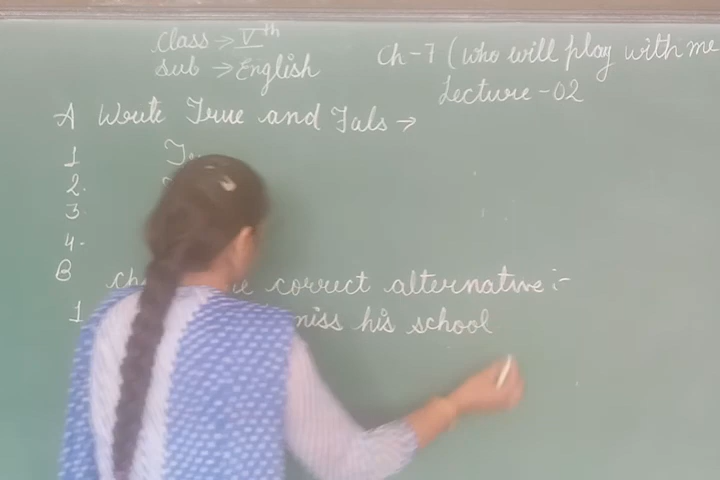 Class → Vth
Sub → English
Ch-7 (who will play with me
Lecture-02
A Write True and Fals →
1
2.
3.
4.
B correct alternative :-
1 miss his school